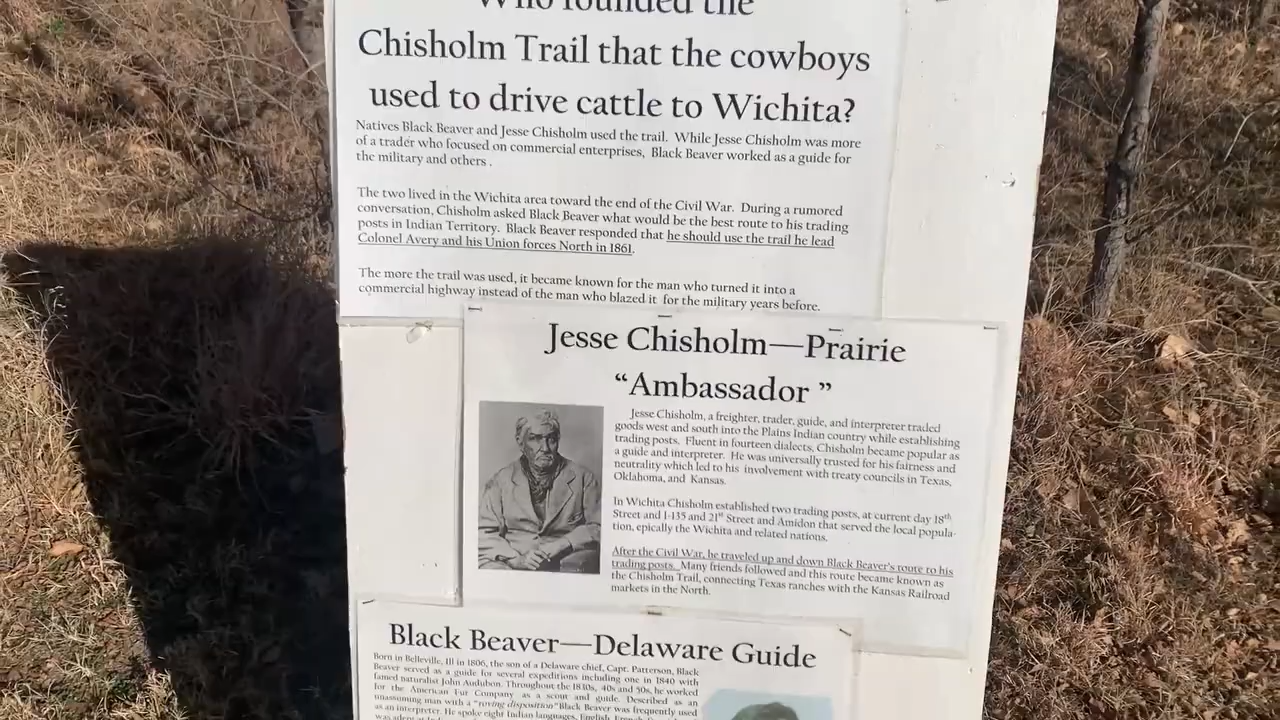 Who founded the
Chisholm Trail that the cowboys
used to drive cattle to Wichita?
Natives Black Beaver and Jesse Chisholm used the trail. While Jesse Chisholm was more
of a trader who focused on commercial enterprises, Black Beaver worked as a guide for
the military and others .
The two lived in the Wichita area toward the end of the Civil War. During a rumored
conversation, Chisholm asked Black Beaver what would be the best route to his trading
posts in Indian Territory. Black Beaver responded that he should use the trail he lead
Colonel Avery and his Union forces North in 1861.
The more the trail was used, it became known for the man who turned it into a
commercial highway instead of the man who blazed it for the military years before.
Jesse Chisholm—Prairie
“Ambassador ”
Jesse Chisholm, a freighter, trader, guide, and interpreter traded
goods west and south into the Plains Indian country while establishing
trading posts. Fluent in fourteen dialects, Chisholm became popular as
a guide and interpreter. He was universally trusted for his fairness and
neutrality which led to his involvement with treaty councils in Texas,
Oklahoma, and Kansas.
In Wichita Chisholm established two trading posts, at current day 18th
Street and I-135 and 21st Street and Amidon that served the local popula-
tion, epically the Wichita and related nations.
After the Civil War, he traveled up and down Black Beaver's route to his
trading posts. Many friends followed and this route became known as
the Chisholm Trail, connecting Texas ranches with the Kansas Railroad
markets in the North.
Black Beaver—Delaware Guide
Born in Belleville, Ill in 1806, the son of a Delaware chief, Capt. Patterson, Black
Beaver served as a guide for several expeditions including one in 1840 with
famed naturalist John Audubon. Throughout the 1830s, 40s and 50s, he worked
for the American Fur Company as a scout and guide. Described as an
unassuming man with a "roving disposition" Black Beaver was frequently used
as an interpreter. He spoke eight Indian languages, English, French,